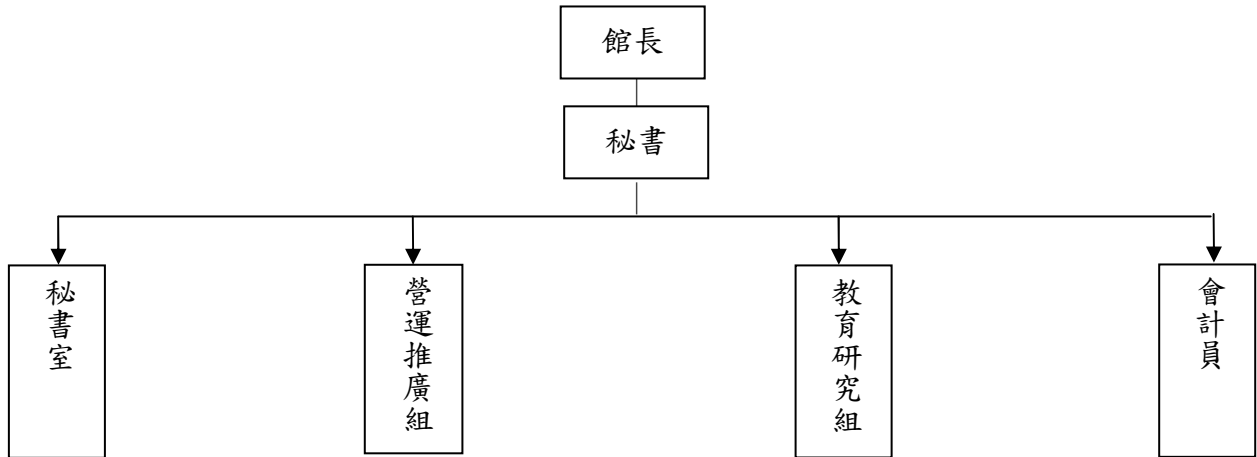 館長
秘書
秘書室
營運推廣組
教育研究組
會計員